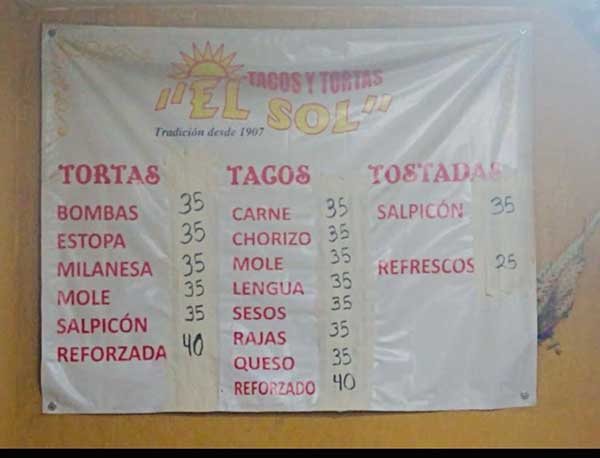 TACOS Y TORTAS
"EL SOL"
Tradición desde 1907
TORTAS
BOMBAS 35
ESTOPA 35
MILANESA 35
MOLE 35
SALPICÓN 35
REFORZADA 40
TACOS
CARNE 35
CHORIZO 35
MOLE 35
LENGUA 35
SESOS 35
RAJAS 35
QUESO 35
REFORZADO 40
TOSTADAS
SALPICÓN 35
REFRESCOS 25